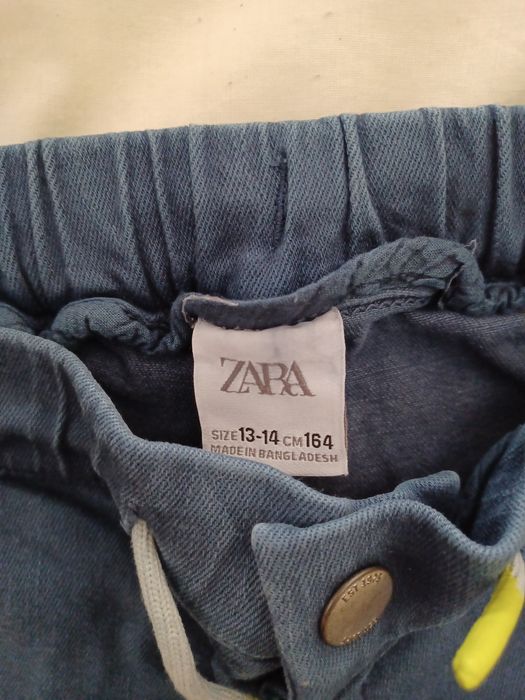 ZARA
SIZE 13-14 CM 164
MADE IN BANGLADESH